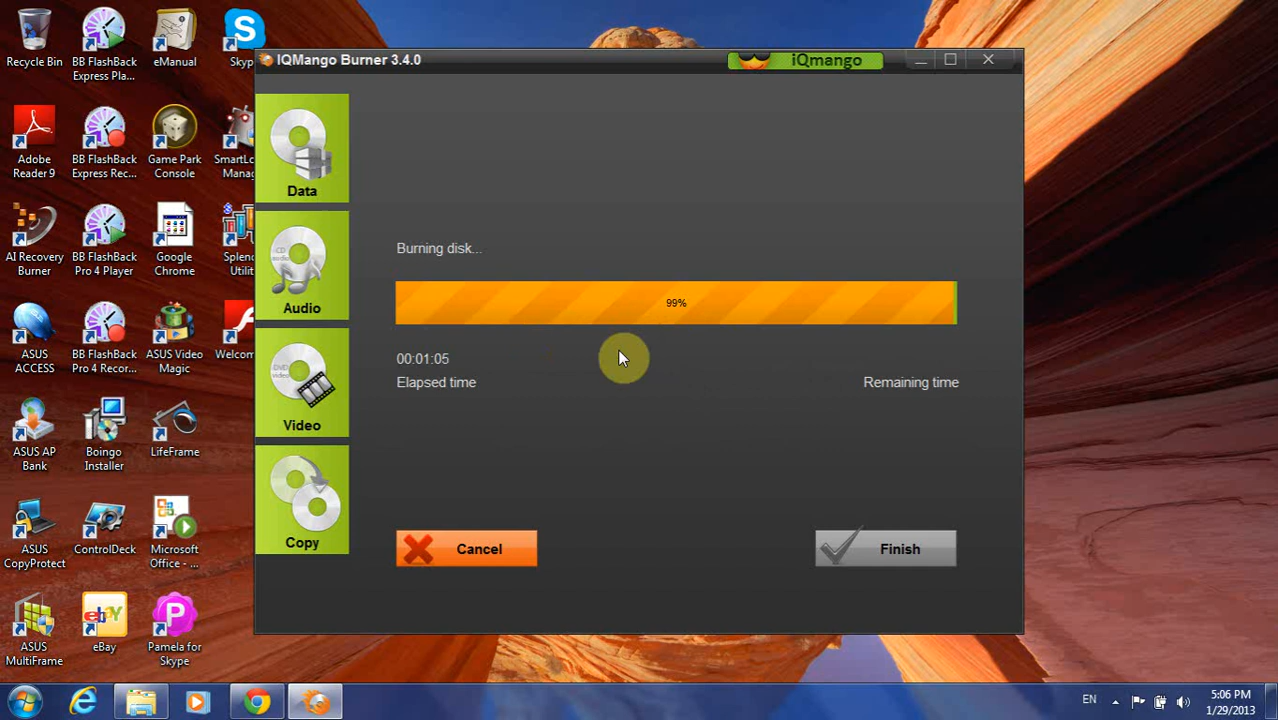 Recycle Bin
BB FlashBack
Express Pla...
eManual
Skyp
Adobe
Reader 9
BB FlashBack
Express Rec...
Game Park
Console
SmartLo
Manag
AI Recovery
Burner
BB FlashBack
Pro 4 Player
Google
Chrome
Splen
Utilit
ASUS
ACCESS
BB FlashBack
Pro 4 Recor...
ASUS Video
Magic
Welcom
ASUS AP
Bank
Boingo
Installer
LifeFrame
ASUS
CopyProtect
ControlDeck
Microsoft
Office - ...
ASUS
MultiFrame
eBay
Pamela for
Skype
IQMango Burner 3.4.0
iQmango
Data
Audio
Video
Copy
Burning disk...
99%
00:01:05
Elapsed time
Remaining time
Cancel
Finish
EN
5:06 PM
1/29/2013